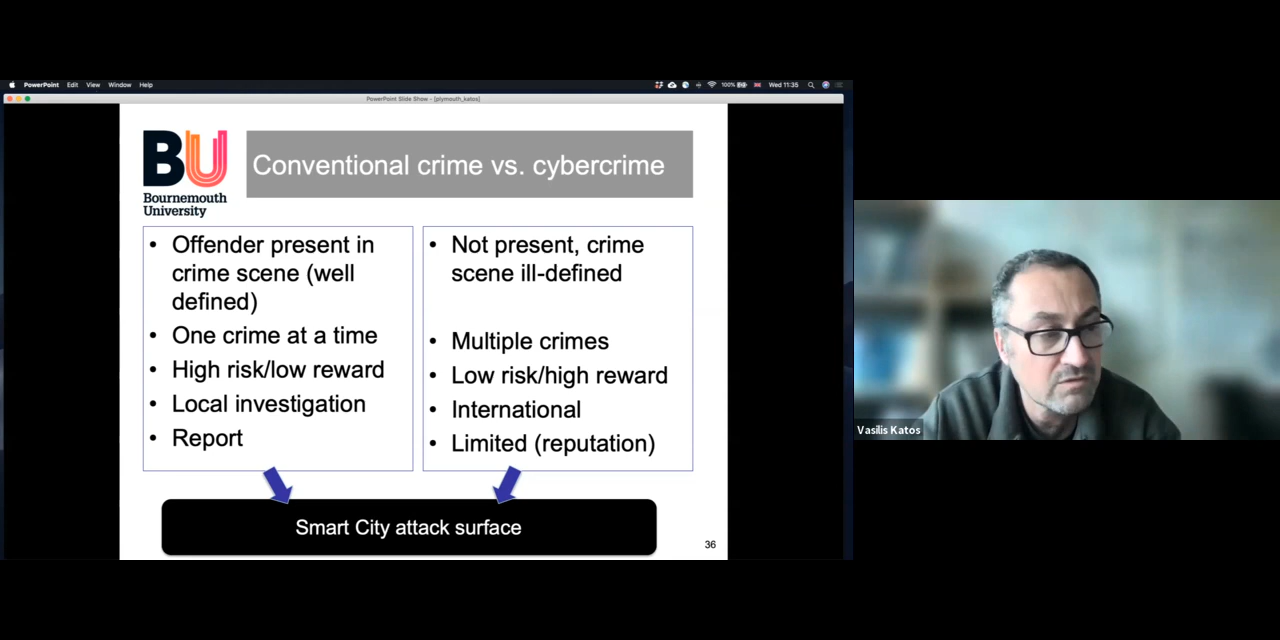 PowerPoint Edit View Window Help
100% Wed 11:35
PowerPoint Slide Show - [plymouth_katos]
BU
Bournemouth
University
Conventional crime vs. cybercrime
• Offender present in
crime scene (well
defined)
• One crime at a time
• High risk/low reward
• Local investigation
• Report
• Not present, crime
scene ill-defined
• Multiple crimes
• Low risk/high reward
• International
• Limited (reputation)
Smart City attack surface
36
Vasilis Katos